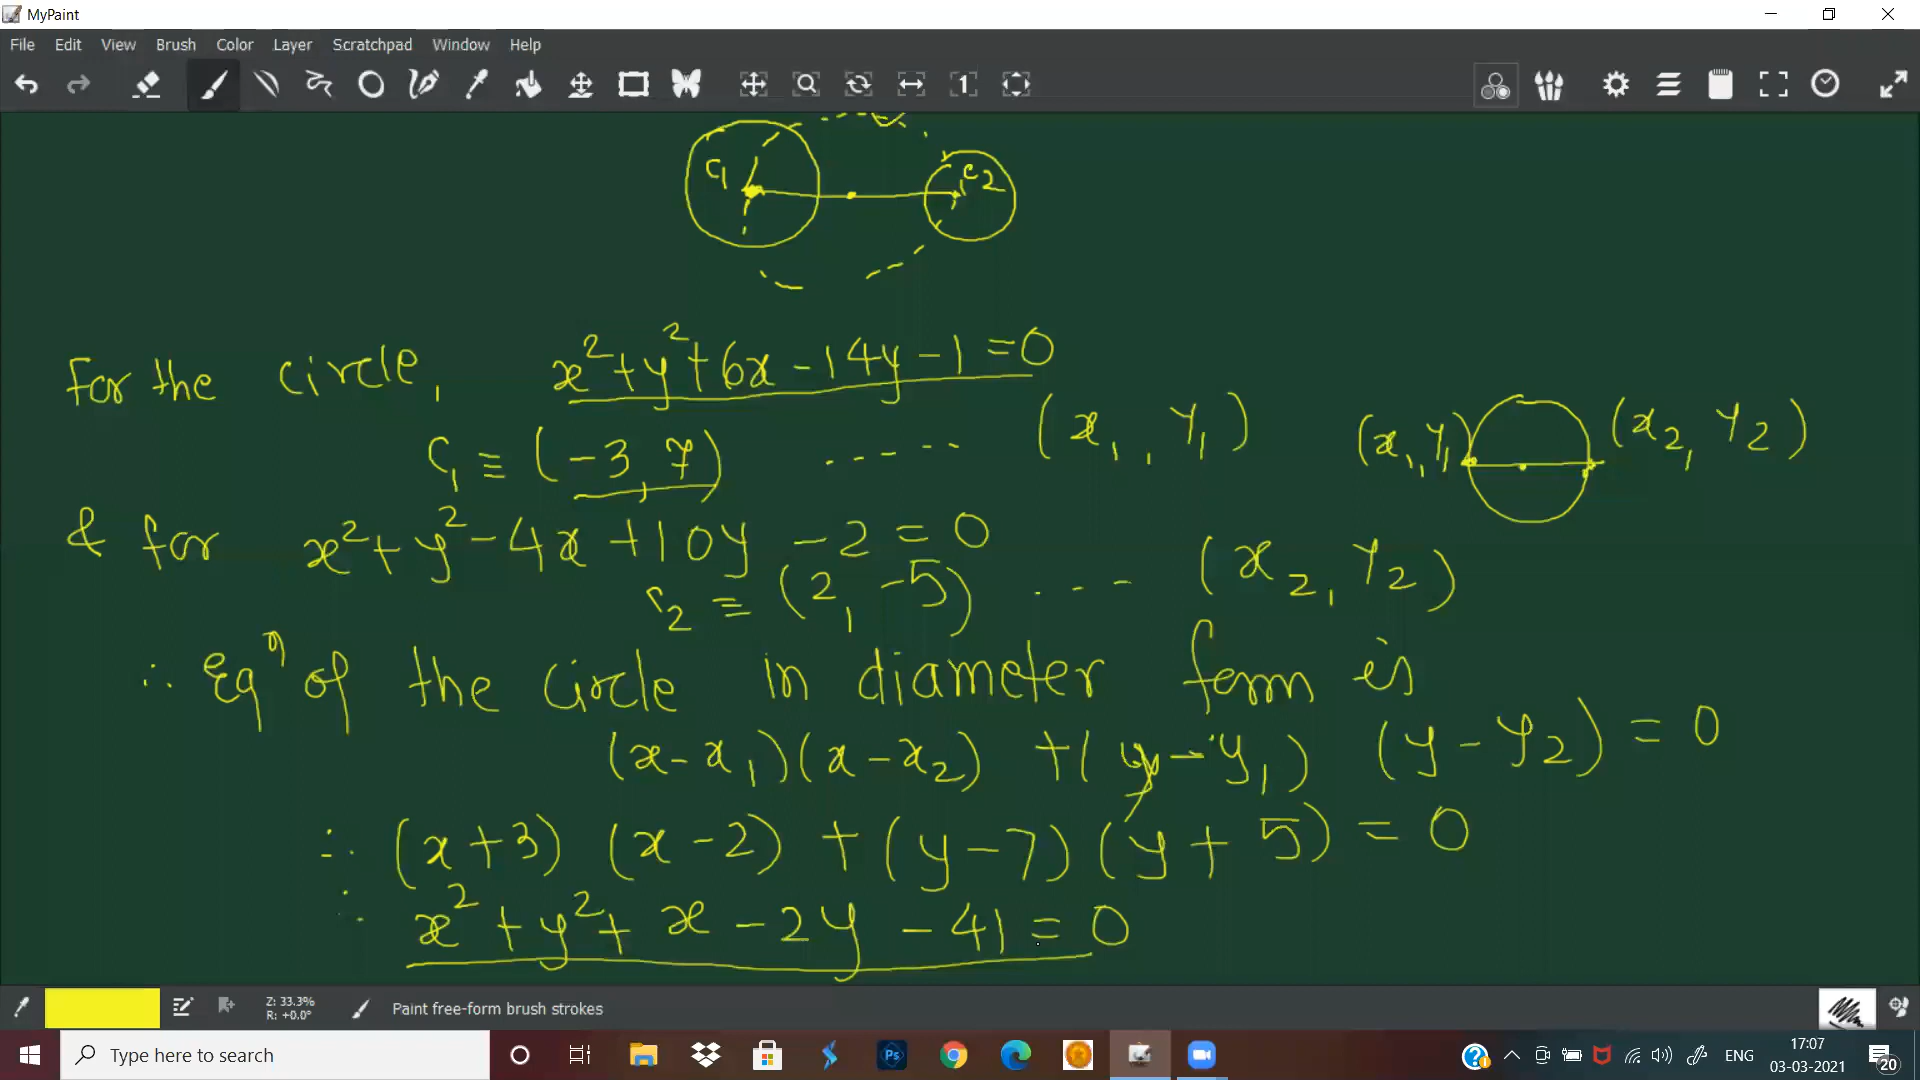 MyPaint
File Edit View Brush Color Layer Scratchpad Window Help
C1 C2
For the circle, x²+y²+6x-14y-1=0
C1 ≡ (-3,7) ..... (x1, y1)
(x1,y1) (x2, y2)
& for x²+y²-4x+10y-2=0
C2 ≡ (2,-5) .... (x2, y2)
∴ Eqⁿ of the circle in diameter form is
(x-x1)(x-x2) +(y-y1) (y-y2)=0
∴ (x+3) (x-2) + (y-7)(y+5)=0
∴ x²+y²+x-2y-41=0
Z: 33.3%
R: +0.0°
Paint free-form brush strokes
Type here to search
Ps
ENG
17:07
03-03-2021
20